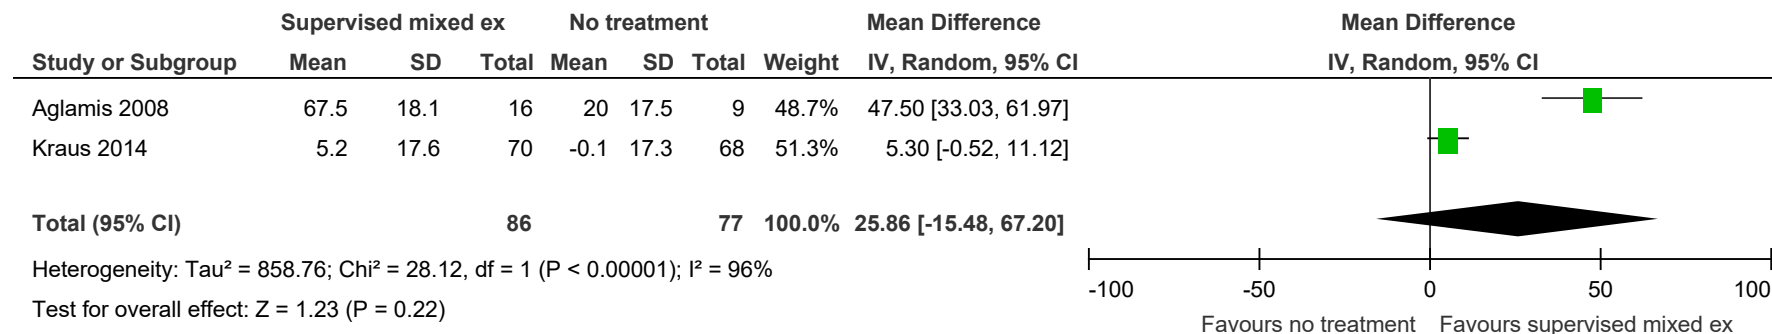 Supervised mixed ex No treatment Mean Difference Mean Difference
Study or Subgroup Mean SD Total Mean SD Total Weight IV, Random, 95% CI IV, Random, 95% CI
Aglamis 2008 67.5 18.1 16 20 17.5 9 48.7% 47.50 [33.03, 61.97]
Kraus 2014 5.2 17.6 70 -0.1 17.3 68 51.3% 5.30 [-0.52, 11.12]
Total (95% CI) 86 77 100.0% 25.86 [-15.48, 67.20]
Heterogeneity: Tau² = 858.76; Chi² = 28.12, df = 1 (P < 0.00001); I² = 96%
Test for overall effect: Z = 1.23 (P = 0.22)
-100 -50 0 50 100
Favours no treatment Favours supervised mixed ex